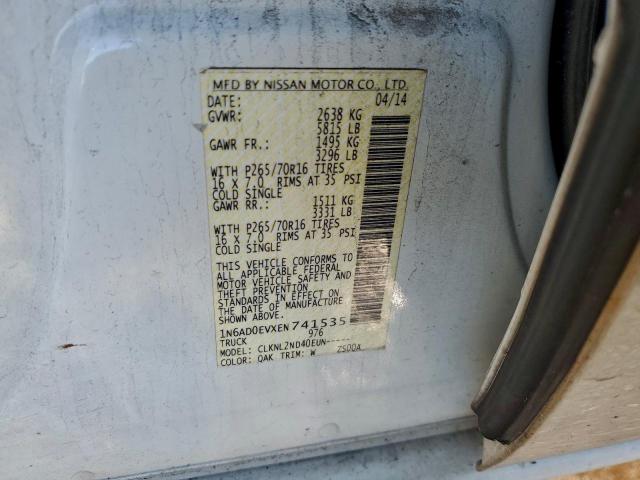 MFD BY NISSAN MOTOR CO., LTD.
DATE: 04/14
GVWR: 2638 KG
5815 LB
GAWR FR.: 1495 KG
3296 LB
WITH P265/70R16 TIRES
16 X 7.0 RIMS AT 35 PSI
COLD SINGLE
GAWR RR.: 1511 KG
3331 LB
WITH P265/70R16 TIRES
16 X 7.0 RIMS AT 35 PSI
COLD SINGLE
THIS VEHICLE CONFORMS TO
ALL APPLICABLE FEDERAL
MOTOR VEHICLE SAFETY AND
THEFT PREVENTION
STANDARDS IN EFFECT ON
THE DATE OF MANUFACTURE
SHOWN ABOVE.
1N6AD0EVXEN741535
TRUCK 976
MODEL: CLKNL2ND40EUN-----
COLOR: QAK TRIM: W 2500A